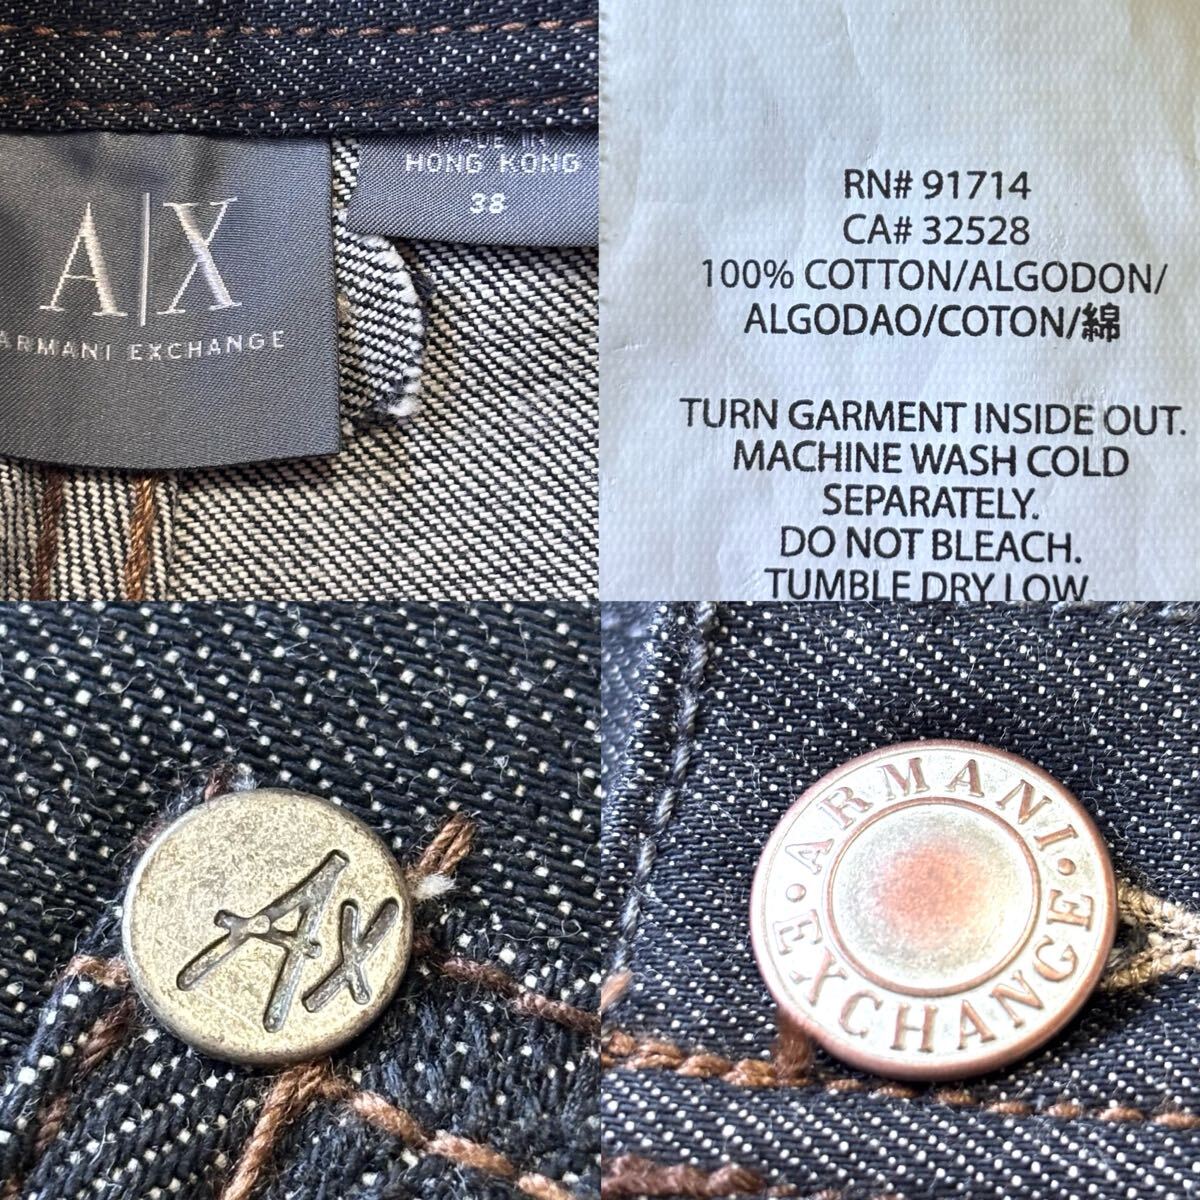 A|X
ARMANI EXCHANGE
MADE IN
HONG KONG
38
RN# 91714
CA# 32528
100% COTTON/ALGODON/
ALGODAO/COTON/綿
TURN GARMENT INSIDE OUT.
MACHINE WASH COLD
SEPARATELY.
DO NOT BLEACH.
TUMBLE DRY LOW
Ax
• ARMANI •
EXCHANGE